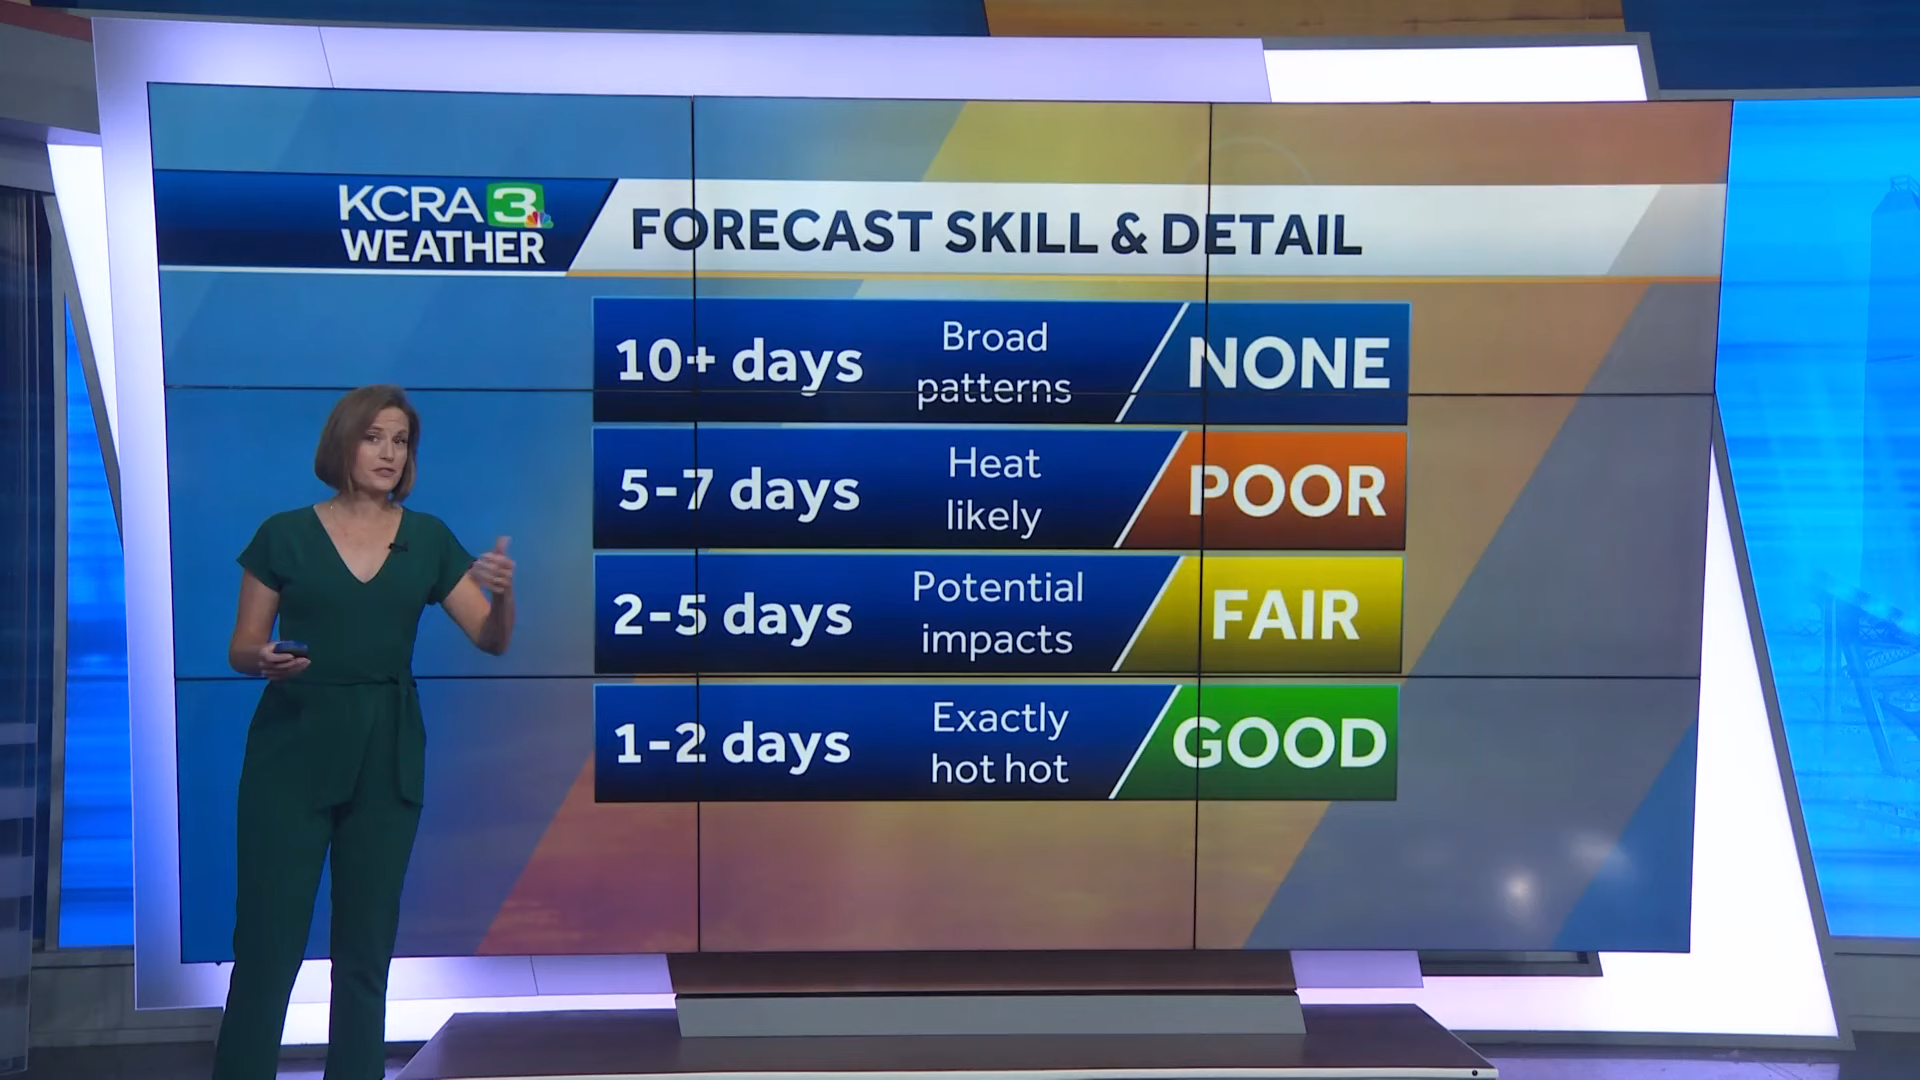 KCRA 3
WEATHER
FORECAST SKILL & DETAIL
10+ days
Broad
patterns
NONE
5-7 days
Heat
likely
POOR
2-5 days
Potential
impacts
FAIR
1-2 days
Exactly
hot hot
GOOD